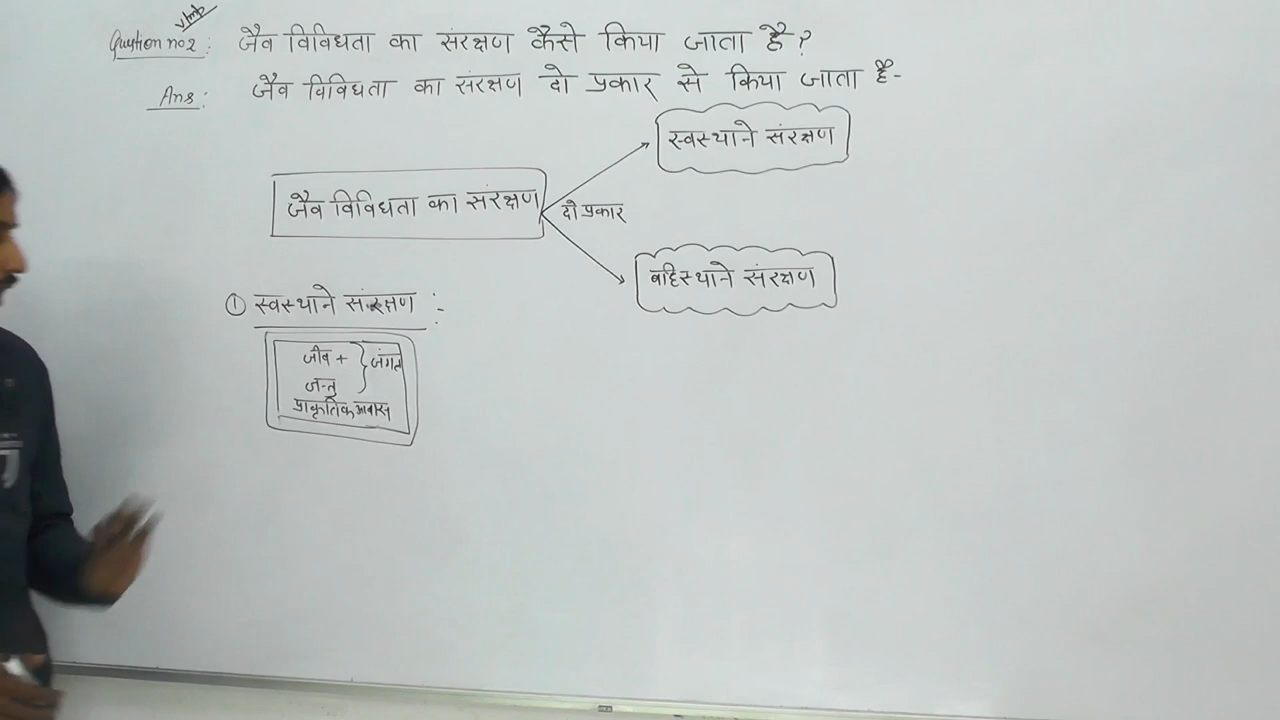 v.Imp
Question no 2: जैव विविधता का संरक्षण कैसे किया जाता है?
Ans: जैव विविधता का संरक्षण दो प्रकार से किया जाता है-
स्वस्थाने संरक्षण
जैव विविधता का संरक्षण
दो प्रकार
बहिस्थाने संरक्षण
① स्वस्थाने संरक्षण :-
जीव + } जंगल
जन्तु
प्राकृतिक आवास